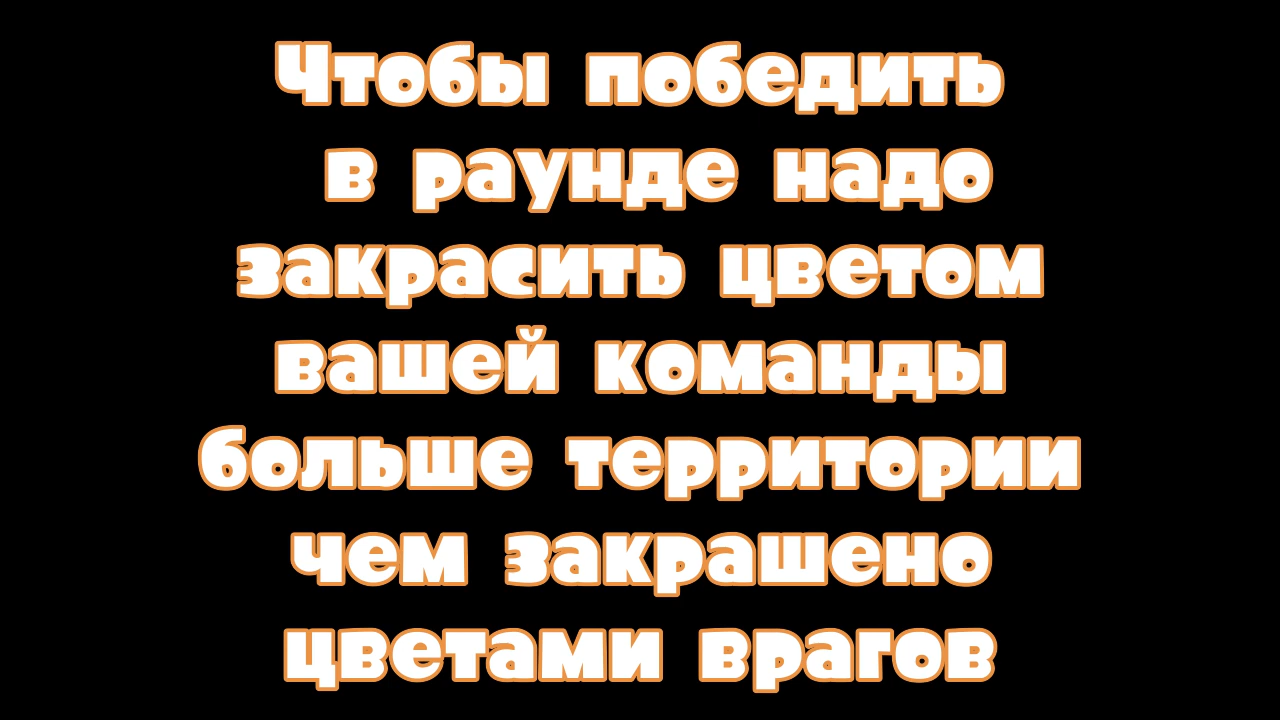 Чтобы победить
в раунде надо
закрасить цветом
вашей команды
больше территории
чем закрашено
цветами врагов